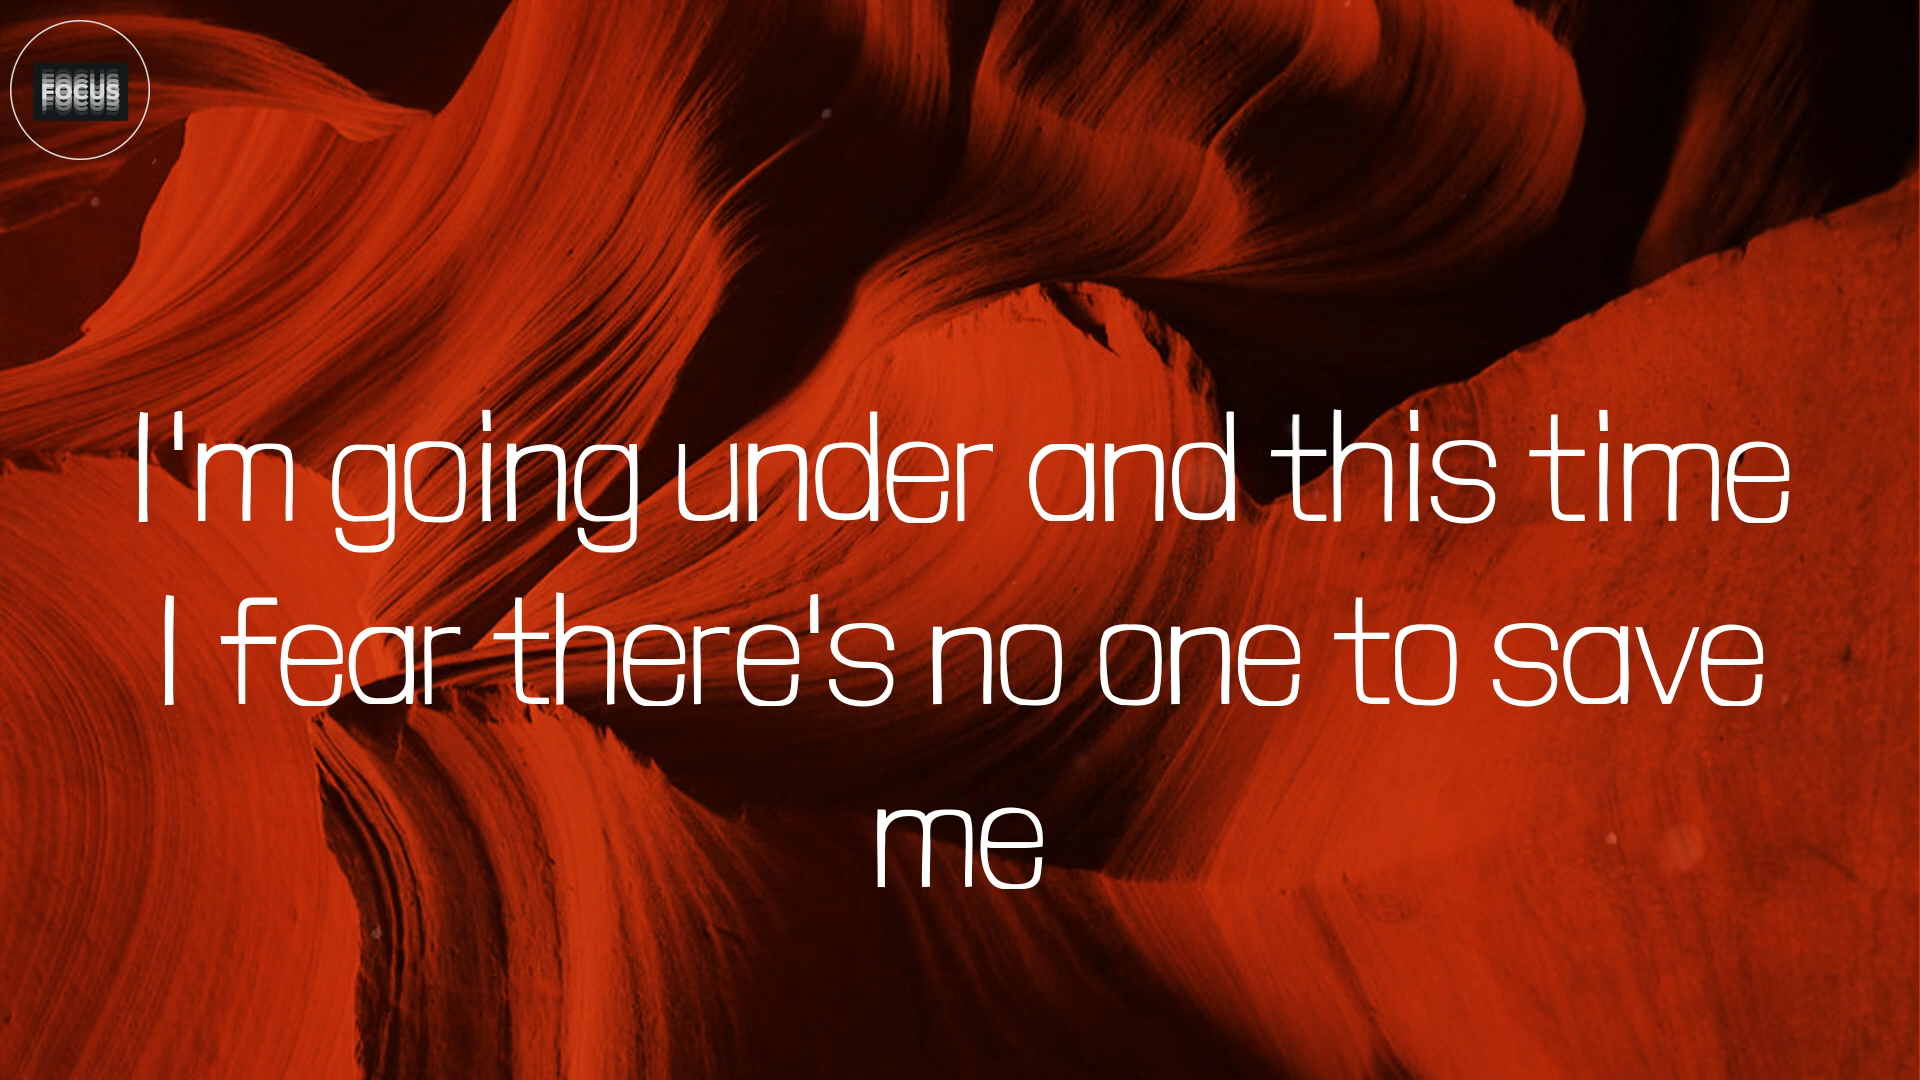 FOCUS
I'm going under and this time
I fear there's no one to save
me